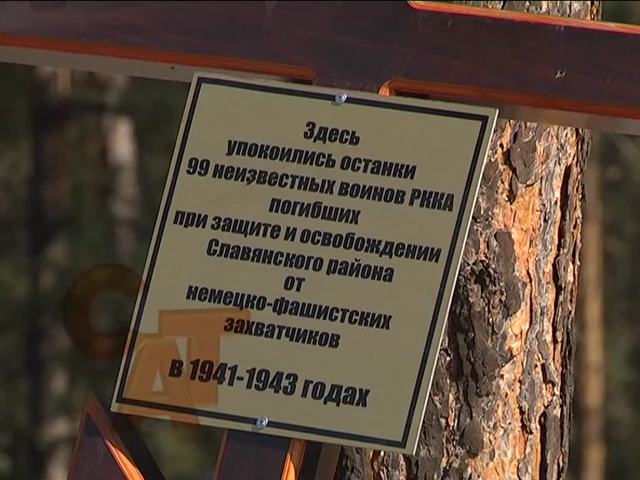 Здесь
упокоились останки
99 неизвестных воинов РККА
погибших
при защите и освобождении
Славянского района
от
немецко-фашистских
захватчиков
в 1941-1943 годах
САТ